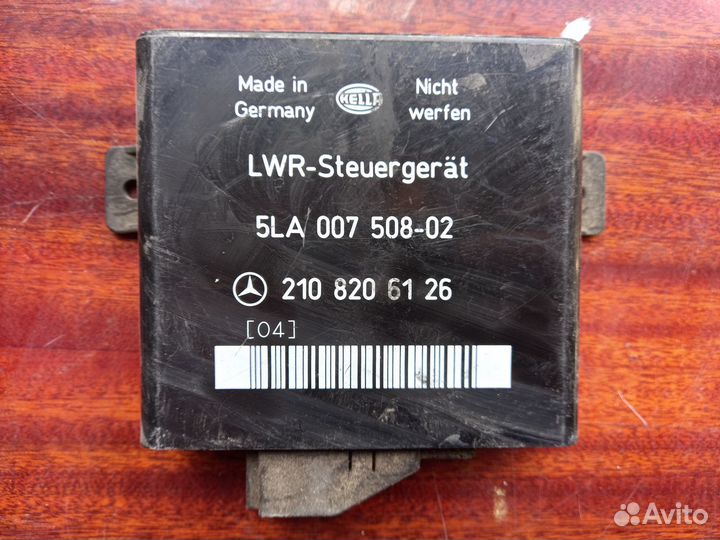 Made in Germany
HELLA
Nicht werfen
LWR-Steuergerät
5LA 007 508-02
210 820 61 26
[04]
Avito